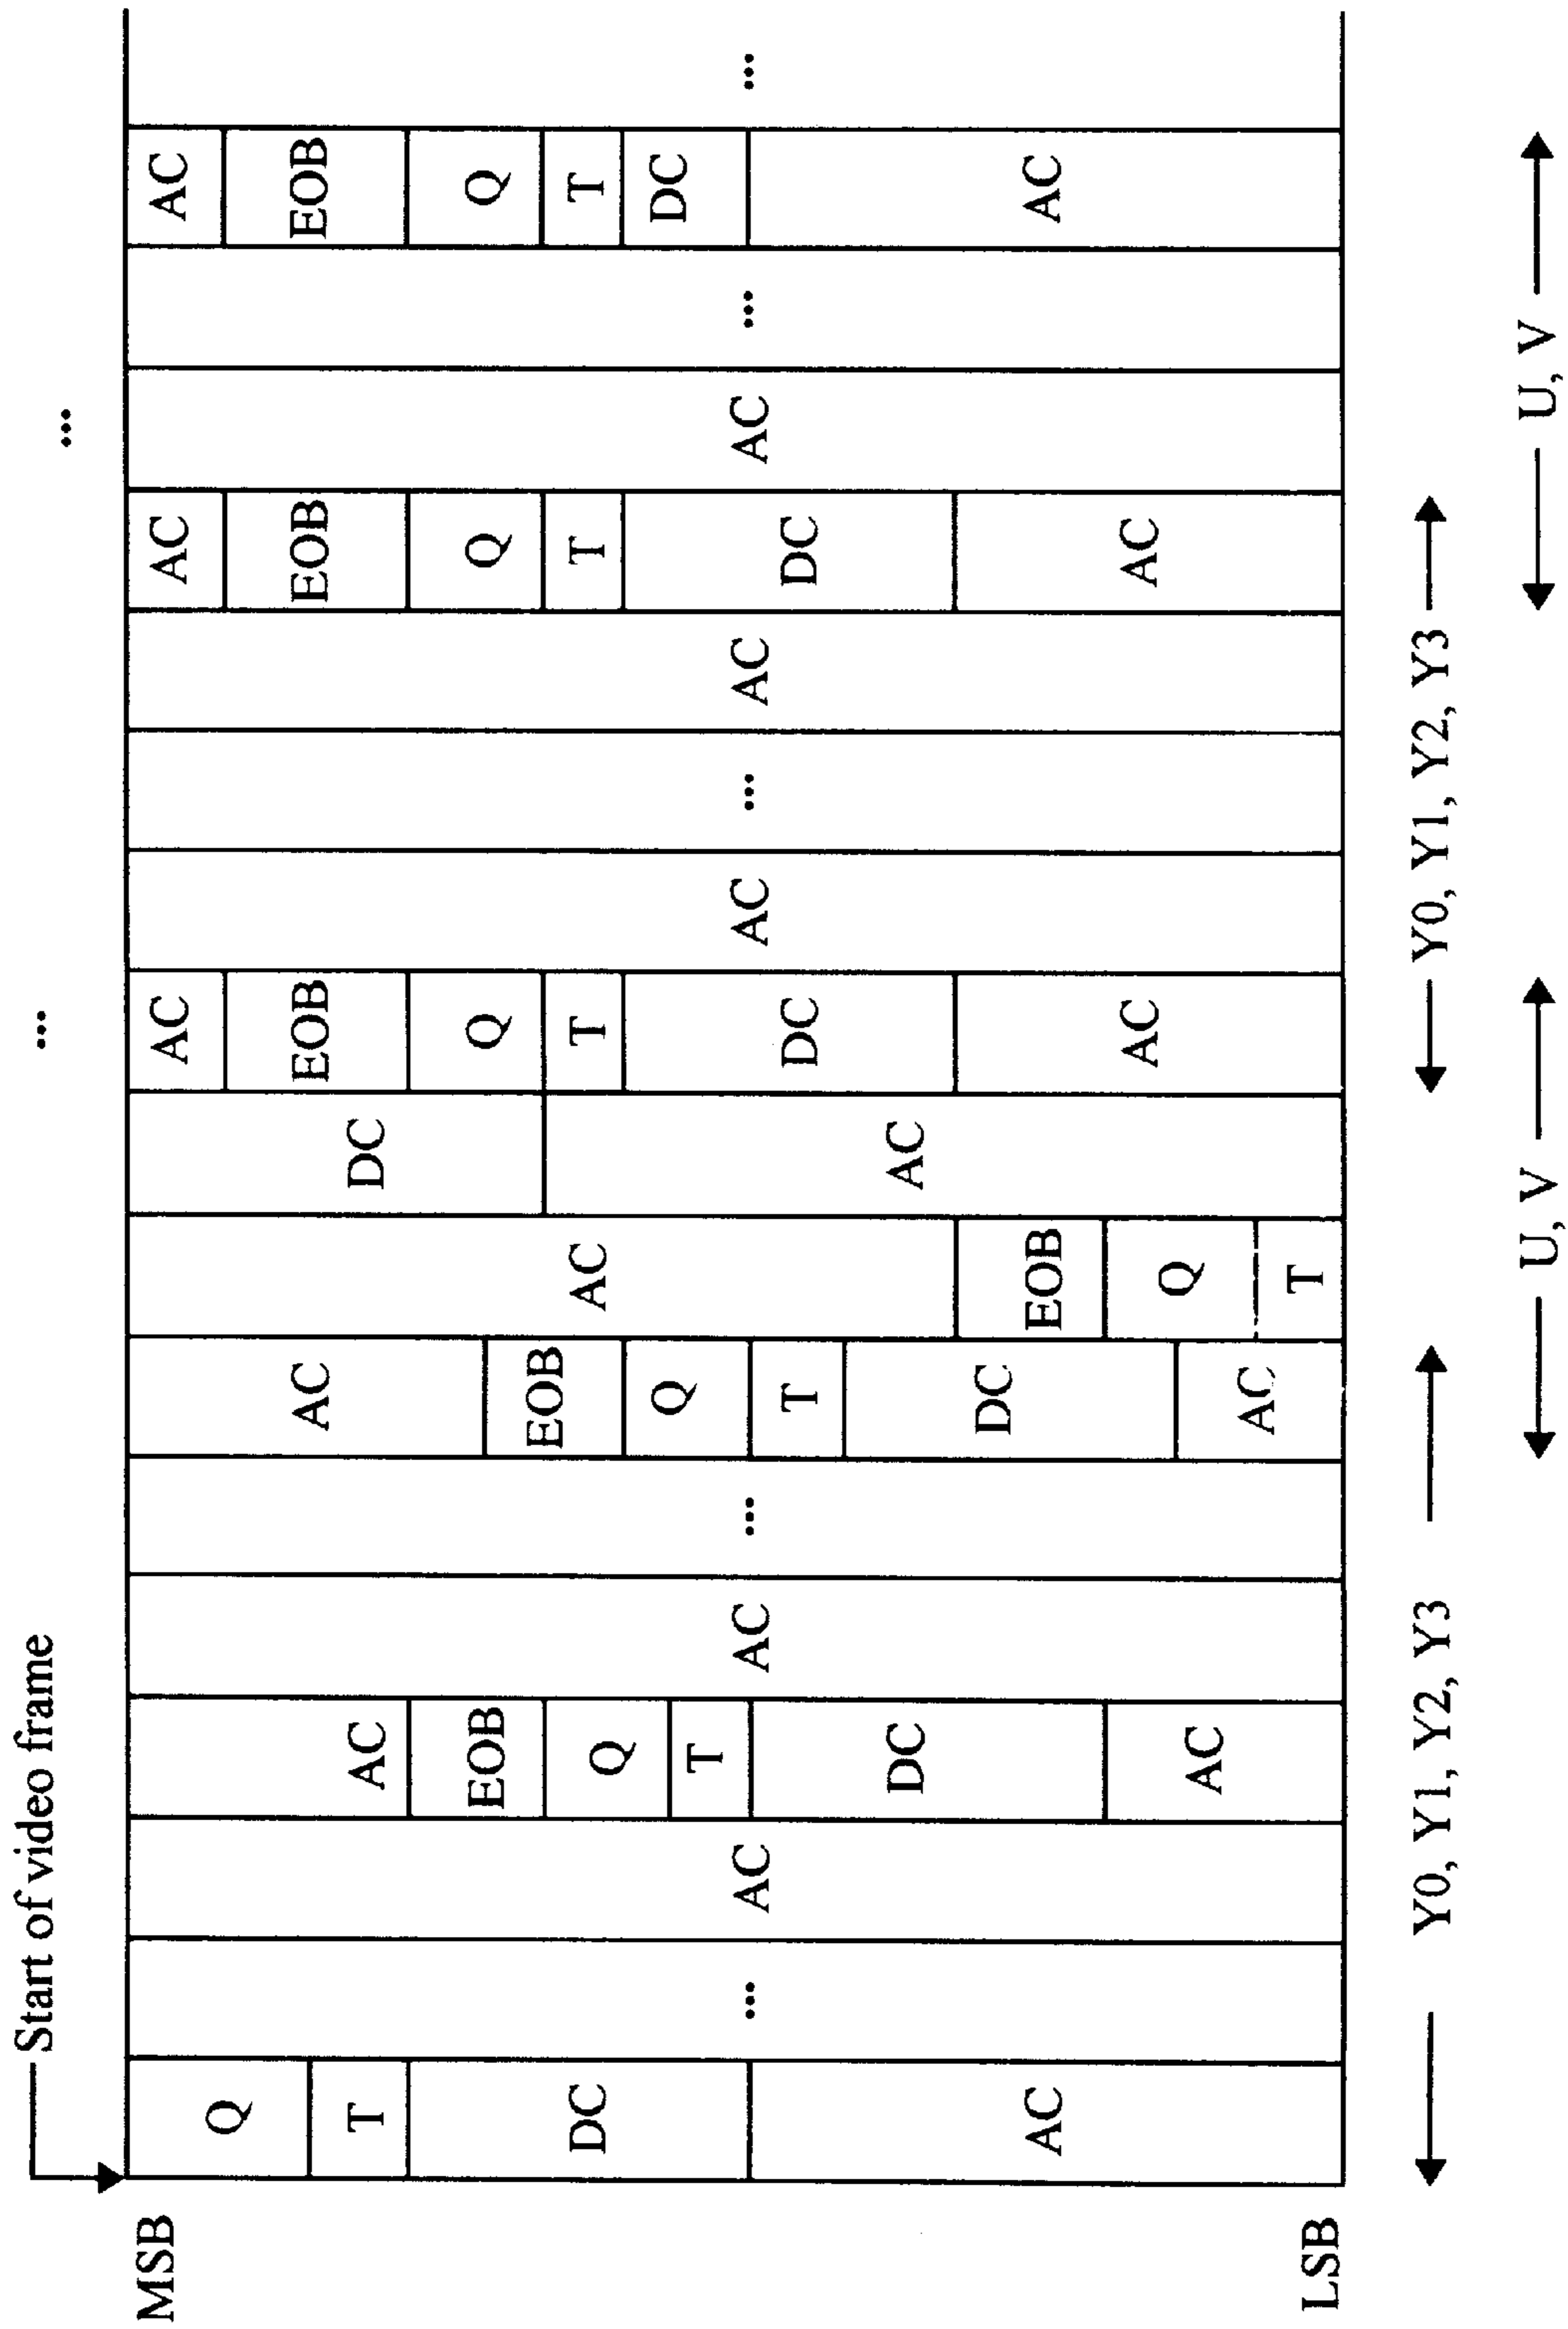 Start of video frame
...
...
MSB
LSB
Q
T
DC
AC
...
AC
AC
EOB
Q
T
DC
AC
AC
...
AC
EOB
Q
T
DC
AC
AC
EOB
Q
T
DC
AC
AC
EOB
Q
T
DC
AC
AC
...
AC
AC
EOB
Q
T
DC
AC
AC
...
AC
EOB
Q
T
DC
AC
...
Y0, Y1, Y2, Y3
Y0, Y1, Y2, Y3
U, V
U, V